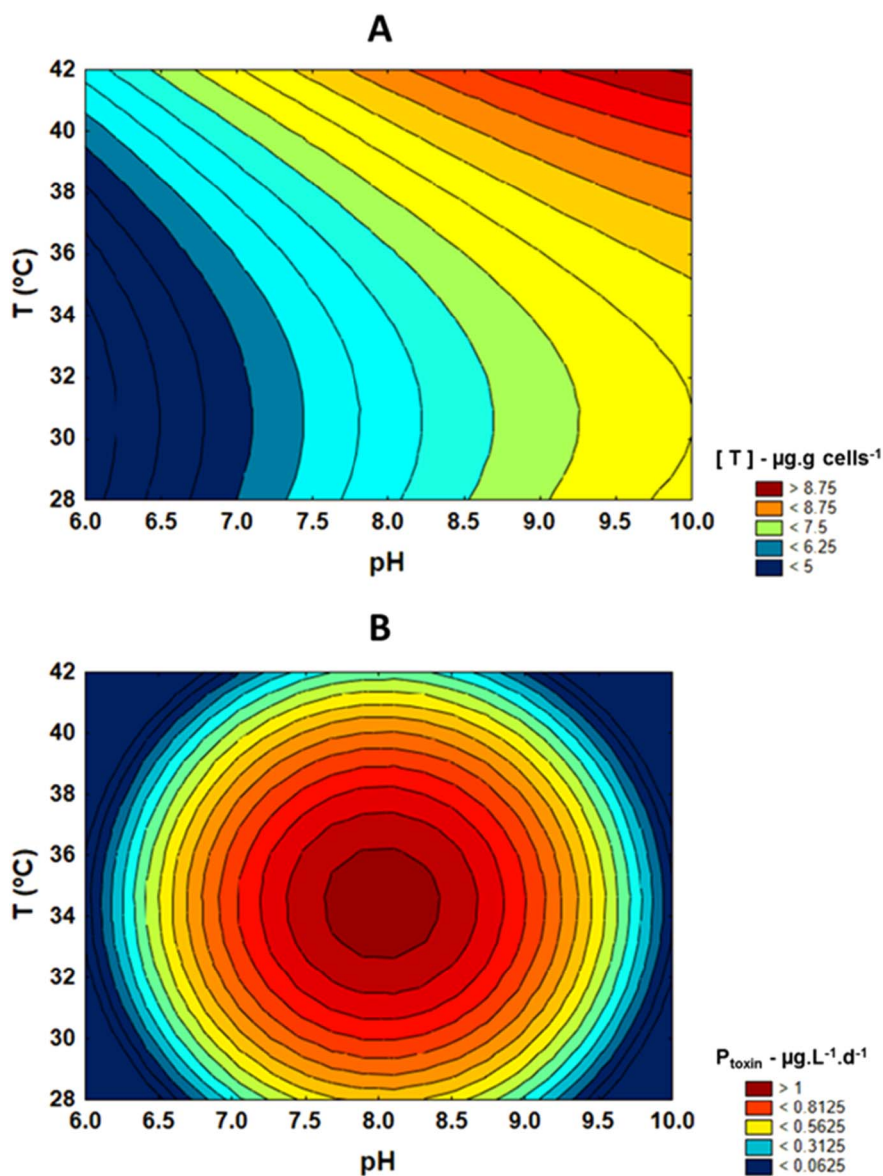 A
42
40
38
36
34
32
30
28
T (ºC)
6.0 6.5 7.0 7.5 8.0 8.5 9.0 9.5 10.0
pH
[ T ] - µg.g cells⁻¹
> 8.75
< 8.75
< 7.5
< 6.25
< 5
B
42
40
38
36
34
32
30
28
T (ºC)
6.0 6.5 7.0 7.5 8.0 8.5 9.0 9.5 10.0
pH
Ptoxin - µg.L⁻¹.d⁻¹
> 1
< 0.8125
< 0.5625
< 0.3125
< 0.0625